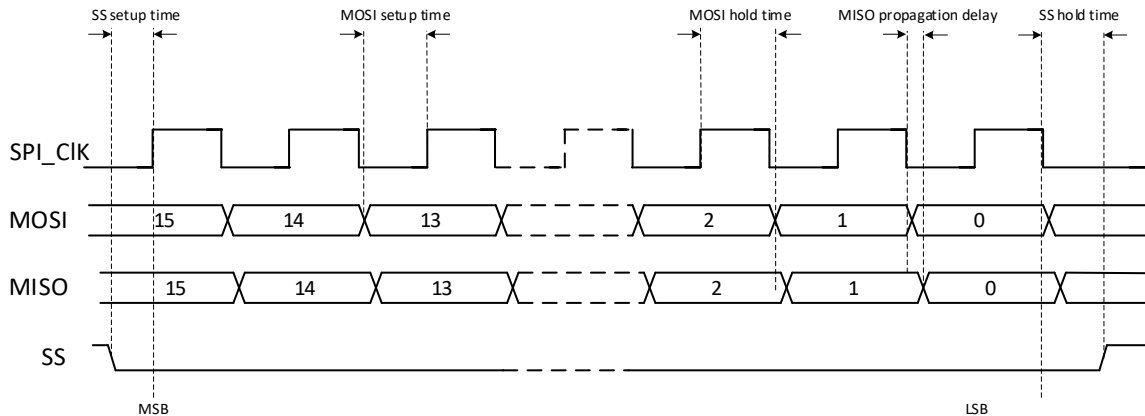 SS setup time MOSI setup time MOSI hold time MISO propagation delay SS hold time
SPI_ClK
MOSI 15 14 13 2 1 0
MISO 15 14 13 2 1 0
SS
MSB LSB